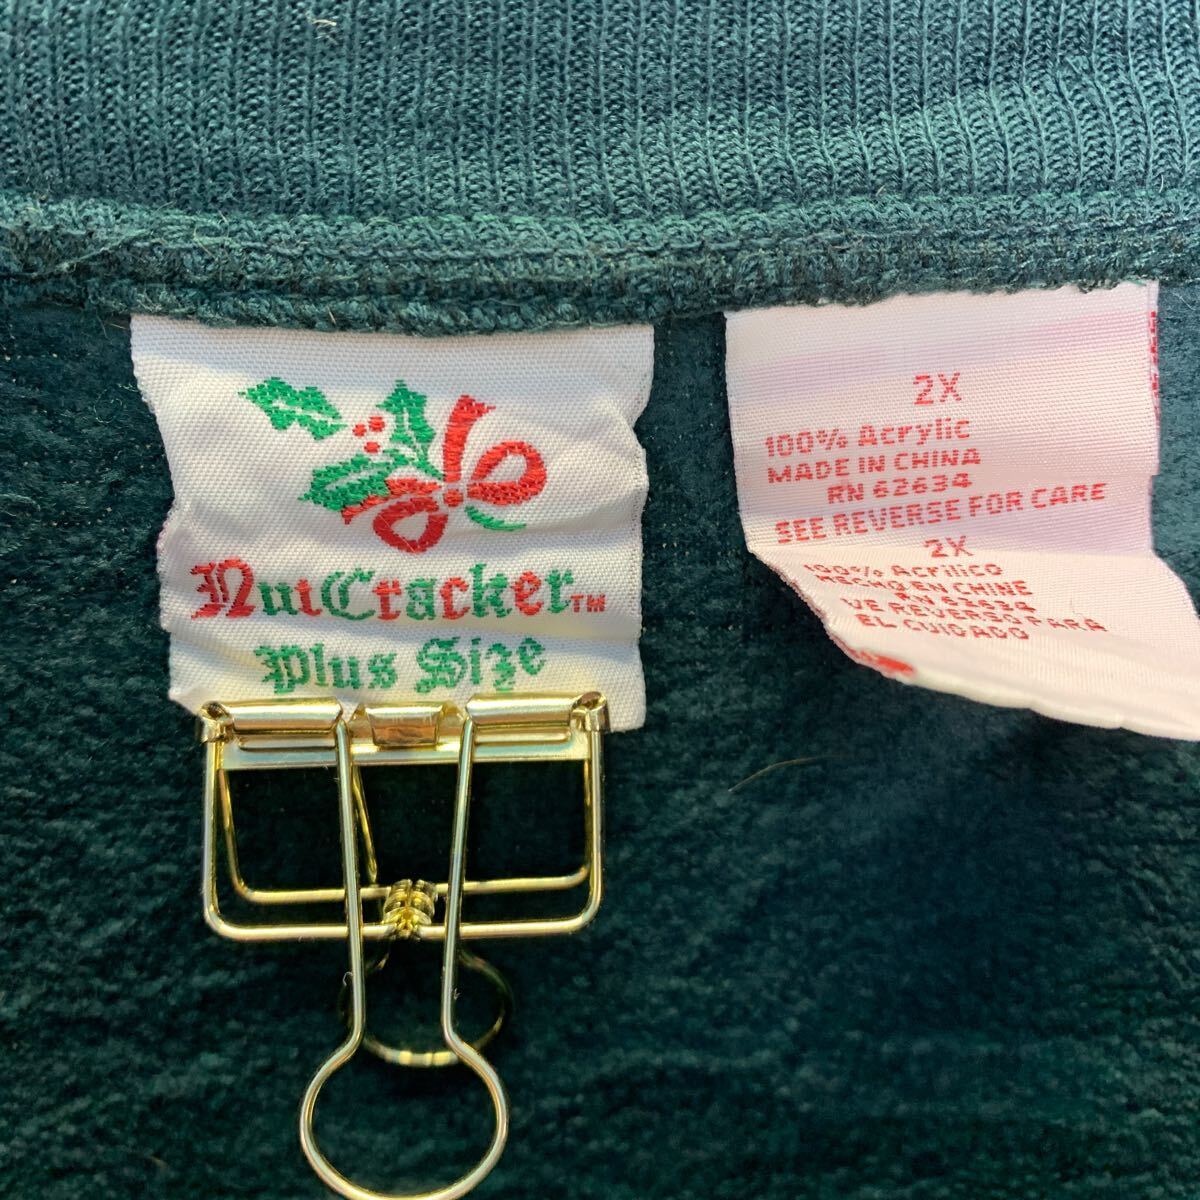 NutCracker™
Plus Size
2X
100% Acrylic
MADE IN CHINA
RN 62634
SEE REVERSE FOR CARE
2X
100% Acrilico
HECHO EN CHINE
RN 62634
VE REVERSO PARA
EL CUIDADO